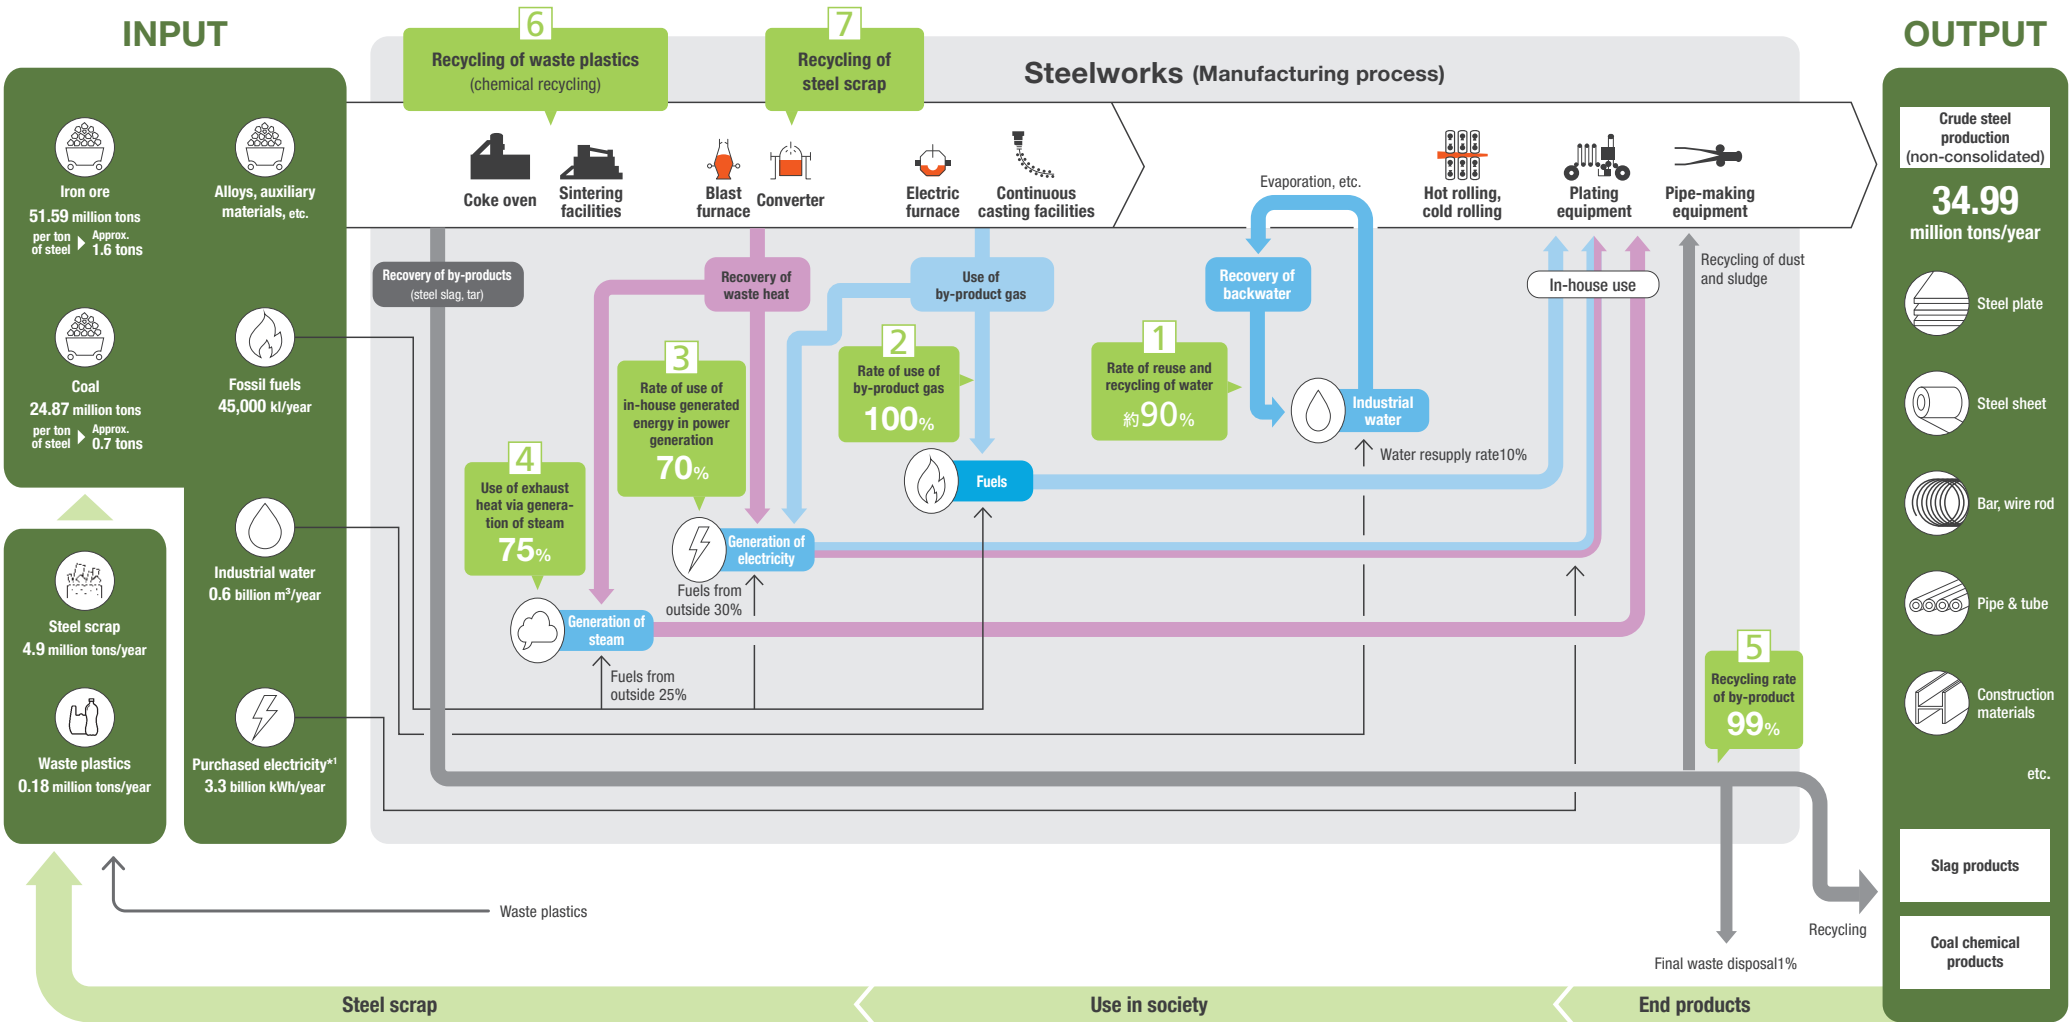 INPUT
OUTPUT
6
Recycling of waste plastics
(chemical recycling)
7
Recycling of
steel scrap
Steelworks (Manufacturing process)
Iron ore
51.59 million tons
per ton
of steel
Approx.
1.6 tons
Alloys, auxiliary
materials, etc.
Coal
24.87 million tons
per ton
of steel
Approx.
0.7 tons
Fossil fuels
45,000 kl/year
Industrial water
0.6 billion m³/year
Purchased electricity*1
3.3 billion kWh/year
Steel scrap
4.9 million tons/year
Waste plastics
0.18 million tons/year
Coke oven
Sintering
facilities
Blast
furnace
Converter
Electric
furnace
Continuous
casting facilities
Evaporation, etc.
Hot rolling,
cold rolling
Plating
equipment
Pipe-making
equipment
Recovery of by-products
(steel slag, tar)
Recovery of
waste heat
Use of
by-product gas
Recovery of
backwater
In-house use
Recycling of dust
and sludge
1
Rate of reuse and
recycling of water
約90%
2
Rate of use of
by-product gas
100%
3
Rate of use of
in-house generated
energy in power
generation
70%
4
Use of exhaust
heat via genera-
tion of steam
75%
Industrial
water
Water resupply rate10%
Fuels
Generation of
electricity
Fuels from
outside 30%
Generation of
steam
Fuels from
outside 25%
5
Recycling rate
of by-product
99%
Crude steel
production
(non-consolidated)
34.99
million tons/year
Steel plate
Steel sheet
Bar, wire rod
Pipe & tube
Construction
materials
etc.
Slag products
Coal chemical
products
Waste plastics
Recycling
Final waste disposal1%
Steel scrap
Use in society
End products